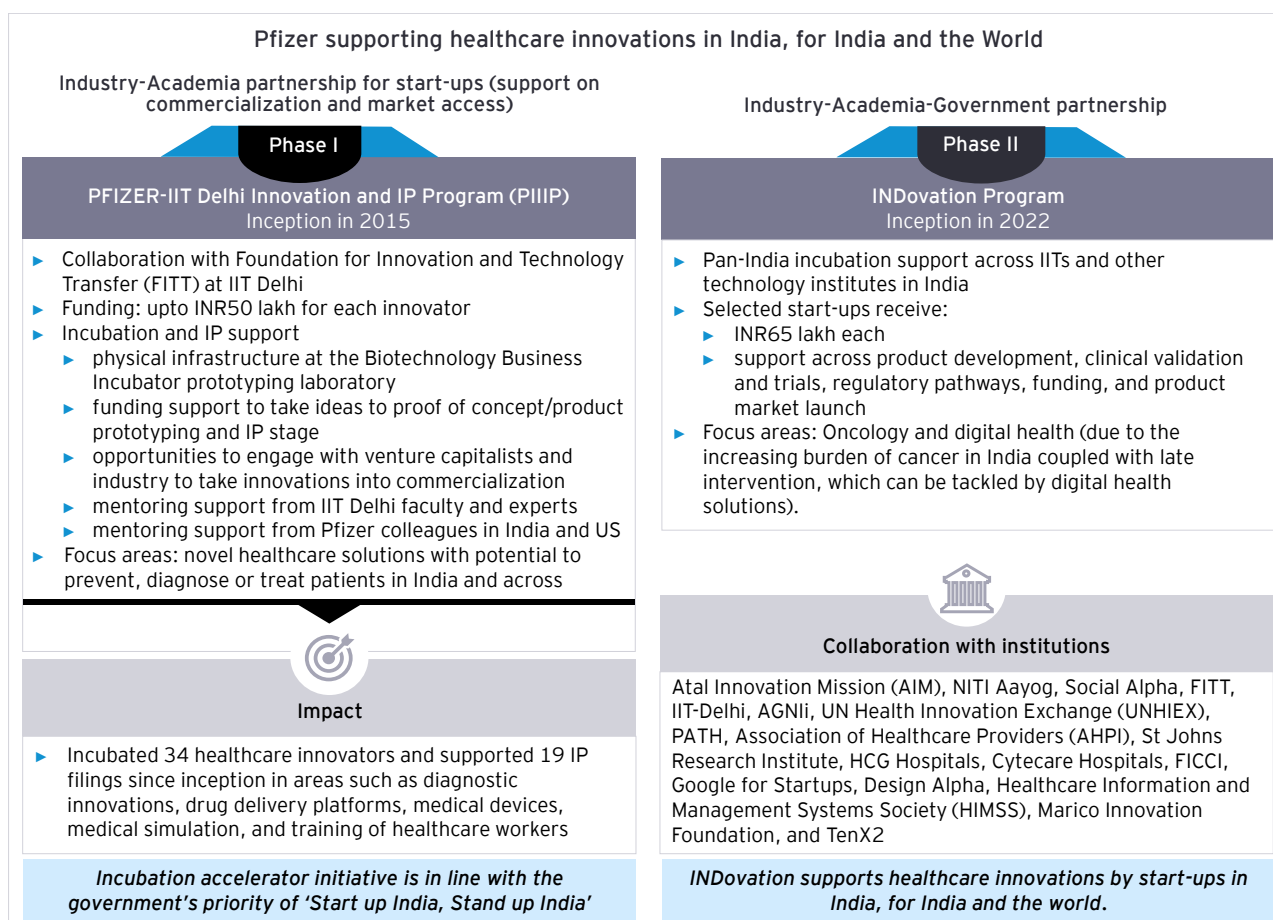 Pfizer supporting healthcare innovations in India, for India and the World
Industry-Academia partnership for start-ups (support on
commercialization and market access)
Phase I
PFIZER-IIT Delhi Innovation and IP Program (PIIIP)
Inception in 2015
► Collaboration with Foundation for Innovation and Technology
Transfer (FITT) at IIT Delhi
► Funding: upto INR50 lakh for each innovator
► Incubation and IP support
► physical infrastructure at the Biotechnology Business
Incubator prototyping laboratory
► funding support to take ideas to proof of concept/product
prototyping and IP stage
► opportunities to engage with venture capitalists and
industry to take innovations into commercialization
► mentoring support from IIT Delhi faculty and experts
► mentoring support from Pfizer colleagues in India and US
► Focus areas: novel healthcare solutions with potential to
prevent, diagnose or treat patients in India and across
Impact
► Incubated 34 healthcare innovators and supported 19 IP
filings since inception in areas such as diagnostic
innovations, drug delivery platforms, medical devices,
medical simulation, and training of healthcare workers
Incubation accelerator initiative is in line with the
government's priority of ‘Start up India, Stand up India’
Industry-Academia-Government partnership
Phase II
INDovation Program
Inception in 2022
► Pan-India incubation support across IITs and other
technology institutes in India
► Selected start-ups receive:
► INR65 lakh each
► support across product development, clinical validation
and trials, regulatory pathways, funding, and product
market launch
► Focus areas: Oncology and digital health (due to the
increasing burden of cancer in India coupled with late
intervention, which can be tackled by digital health
solutions).
Collaboration with institutions
Atal Innovation Mission (AIM), NITI Aayog, Social Alpha, FITT,
IIT-Delhi, AGNIi, UN Health Innovation Exchange (UNHIEX),
PATH, Association of Healthcare Providers (AHPI), St Johns
Research Institute, HCG Hospitals, Cytecare Hospitals, FICCI,
Google for Startups, Design Alpha, Healthcare Information and
Management Systems Society (HIMSS), Marico Innovation
Foundation, and TenX2
INDovation supports healthcare innovations by start-ups in
India, for India and the world.